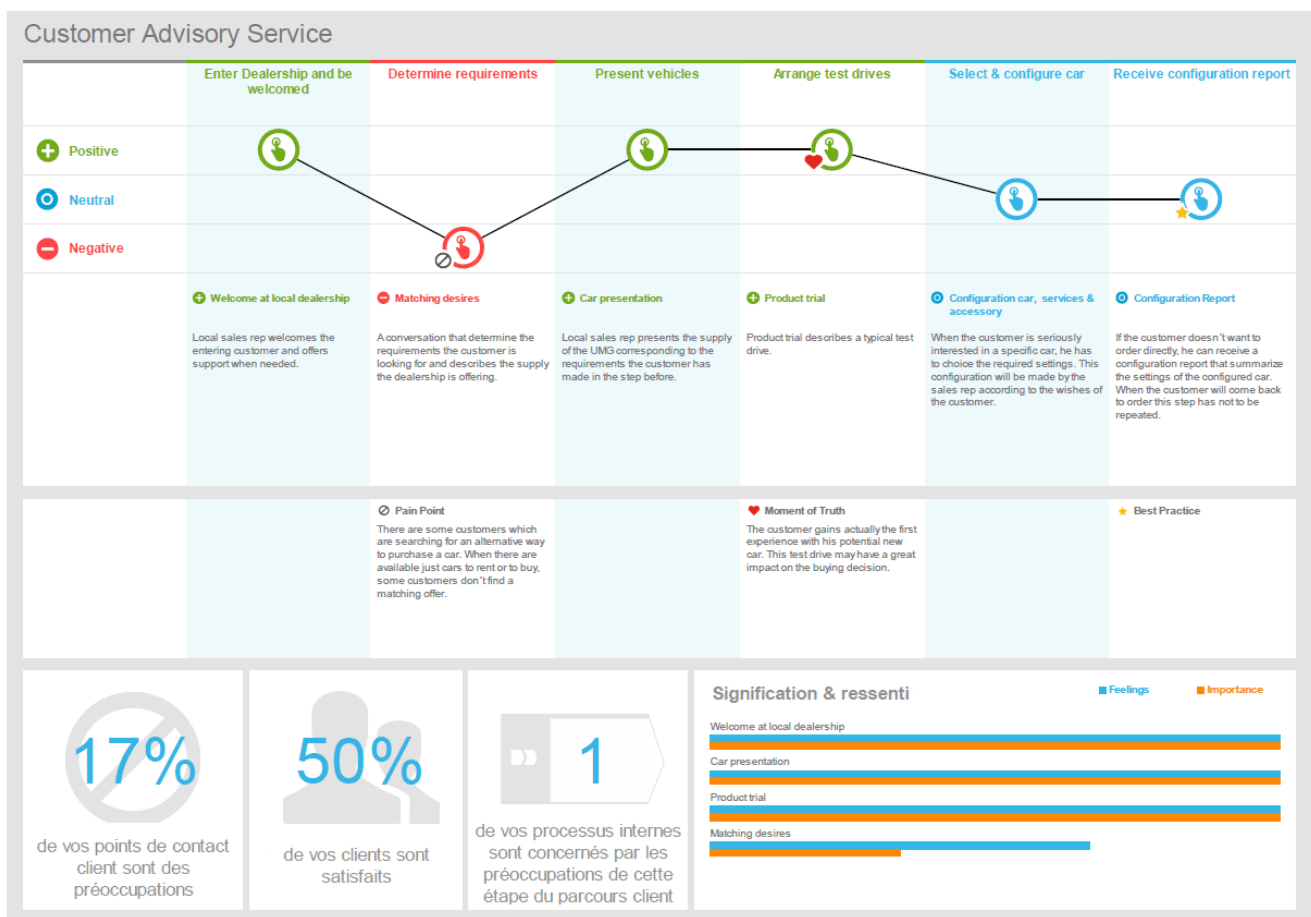 Customer Advisory Service
Enter Dealership and be
welcomed
Determine requirements
Present vehicles
Arrange test drives
Select & configure car
Receive configuration report
Positive
Neutral
Negative
Welcome at local dealership
Local sales rep welcomes the
entering customer and offers
support when needed.
Matching desires
A conversation that determine the
requirements the customer is
looking for and describes the supply
the dealership is offering.
Car presentation
Local sales rep presents the supply
of the UMG corresponding to the
requirements the customer has
made in the step before.
Product trial
Product trial describes a typical test
drive.
Configuration car, services &
accessory
When the customer is seriously
interested in a specific car, he has
to choice the required settings. This
configuration will be made by the
sales rep according to the wishes of
the customer.
Configuration Report
If the customer doesn´t want to
order directly, he can receive a
configuration report that summarize
the settings of the configured car.
When the customer will come back
to order this step has not to be
repeated.
Pain Point
There are some customers which
are searching for an alternative way
to purchase a car. When there are
available just cars to rent or to buy,
some customers don´t find a
matching offer.
Moment of Truth
The customer gains actually the first
experience with his potential new
car. This test drive may have a great
impact on the buying decision.
Best Practice
17%
de vos points de contact
client sont des
préoccupations
50%
de vos clients sont
satisfaits
1
de vos processus internes
sont concernés par les
préoccupations de cette
étape du parcours client
Signification & ressenti
Feelings
Importance
Welcome at local dealership
Car presentation
Product trial
Matching desires